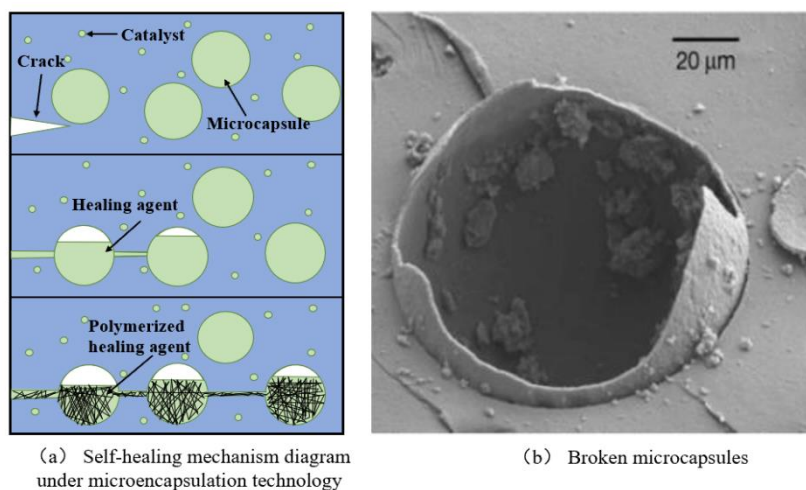 Catalyst
Crack
Microcapsule
Healing agent
Polymerized
healing agent
(a) Self-healing mechanism diagram
under microencapsulation technology
20 μm
(b) Broken microcapsules